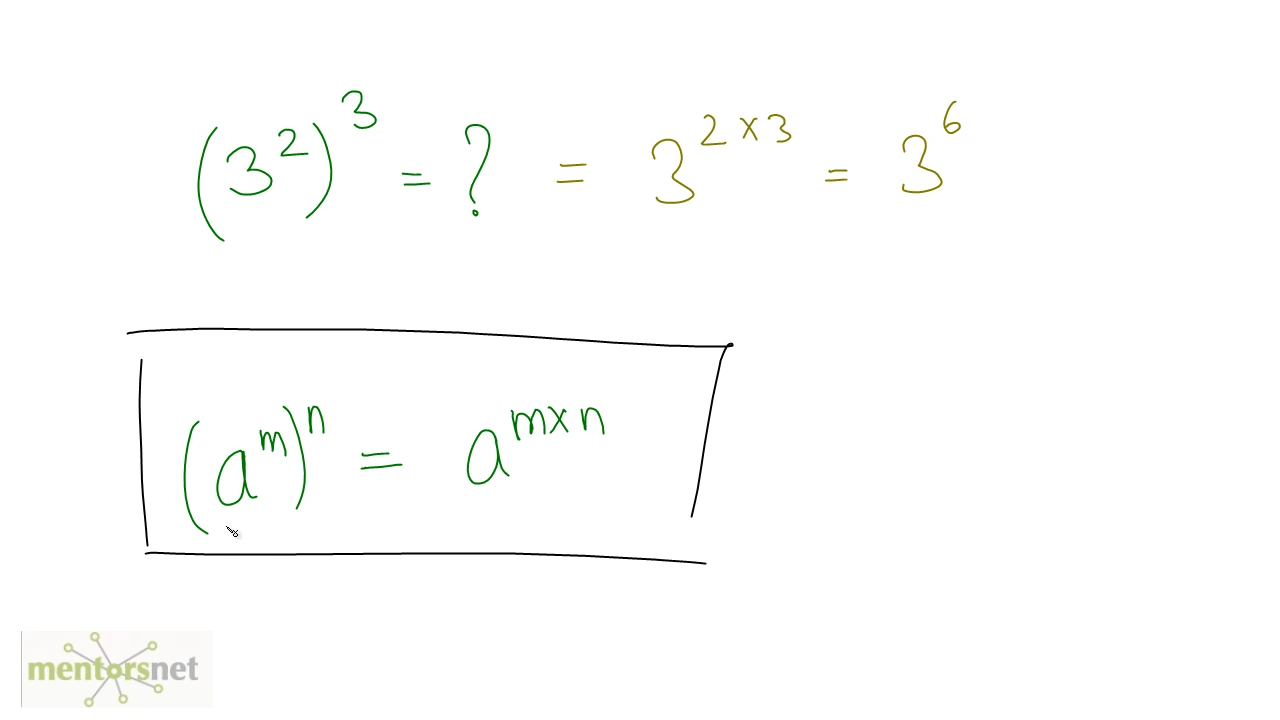 (3²)³ = ? = 3²ˣ³ = 3⁶
(aᵐ)ⁿ = aᵐˣⁿ
mentorsnet